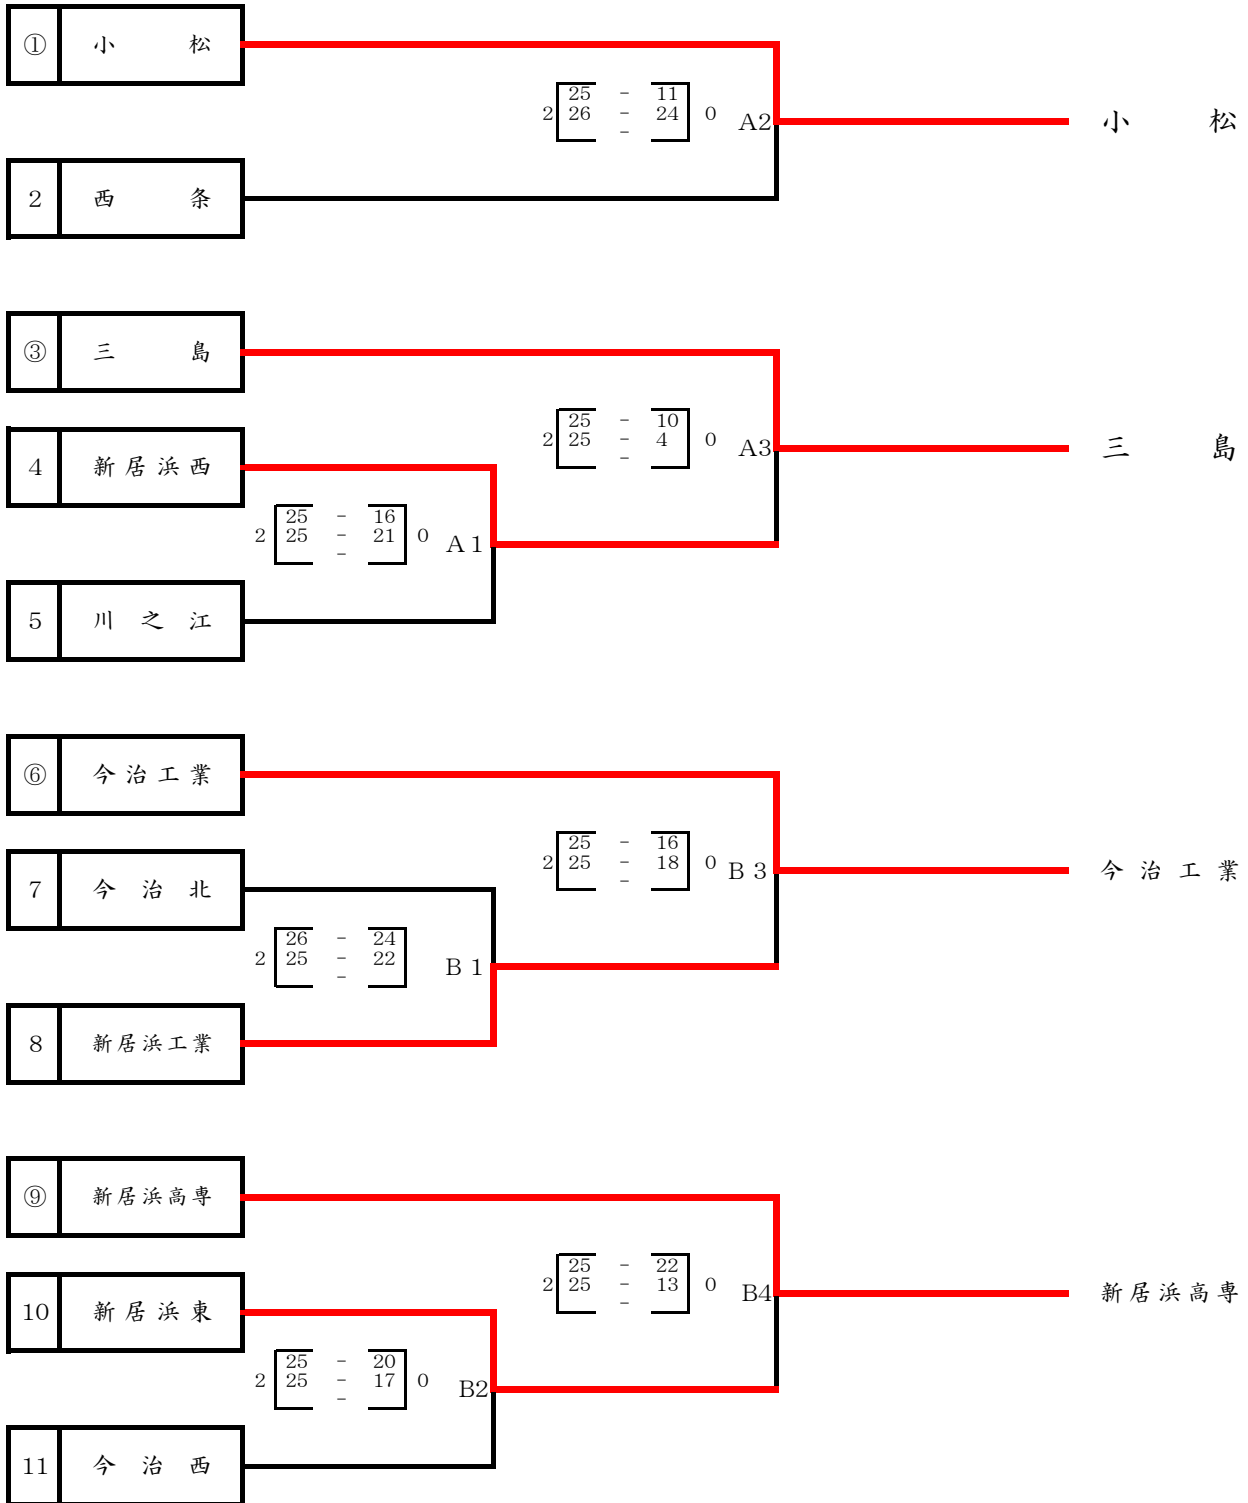 ① 小 松
25 - 11
2 26 - 24 0 A2
-
小 松
2 西 条
③ 三 島
25 - 10
2 25 - 4 0 A3
-
三 島
4 新居浜西
25 - 16
2 25 - 21 0 A1
-
5 川之江
⑥ 今治工業
25 - 16
2 25 - 18 0 B3
-
今治工業
7 今治北
26 - 24
2 25 - 22 B1
-
8 新居浜工業
⑨ 新居浜高専
25 - 22
2 25 - 13 0 B4
-
新居浜高専
10 新居浜東
25 - 20
2 25 - 17 0 B2
-
11 今治西